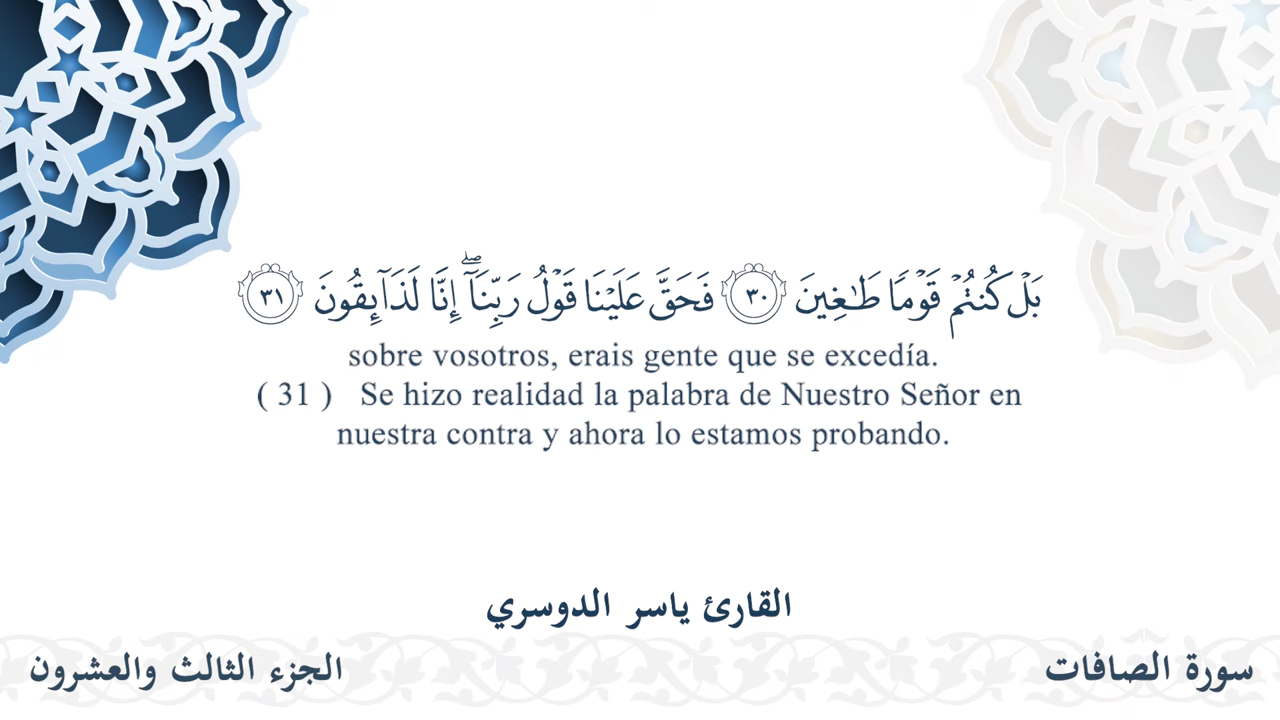 بَلۡ كُنتُمۡ قَوۡمٗا طَٰغِينَ ٣٠ فَحَقَّ عَلَيۡنَا قَوۡلُ رَبِّنَآۖ إِنَّا لَذَآئِقُونَ ٣١
sobre vosotros, erais gente que se excedía.
( 31 ) Se hizo realidad la palabra de Nuestro Señor en
nuestra contra y ahora lo estamos probando.
القارئ ياسر الدوسري
سورة الصافات
الجزء الثالث والعشرون